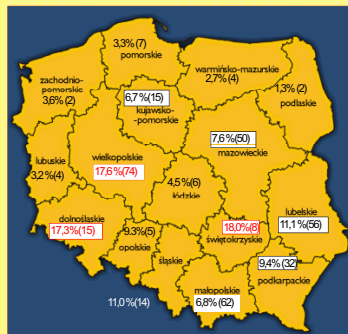 3,3% (7)
pomorskie
warmińsko-mazurskie
2,7% (4)
zachodnio-
pomorskie
3,6% (2)
1,3% (2)
podlaskie
6,7% (15)
kujawsko-
-pomorskie
7,6% (50)
mazowieckie
wielkopolskie
17,6% (74)
lubuskie
3,2% (4)
4,5% (6)
łódzkie
lubelskie
11,1% (56)
dolnośląskie
17,3% (15)
9,3% (5)
opolskie
18,0% (8)
świętokrzyskie
śląskie
9,4% (32)
podkarpackie
małopolskie
6,8% (62)
11,0% (14)